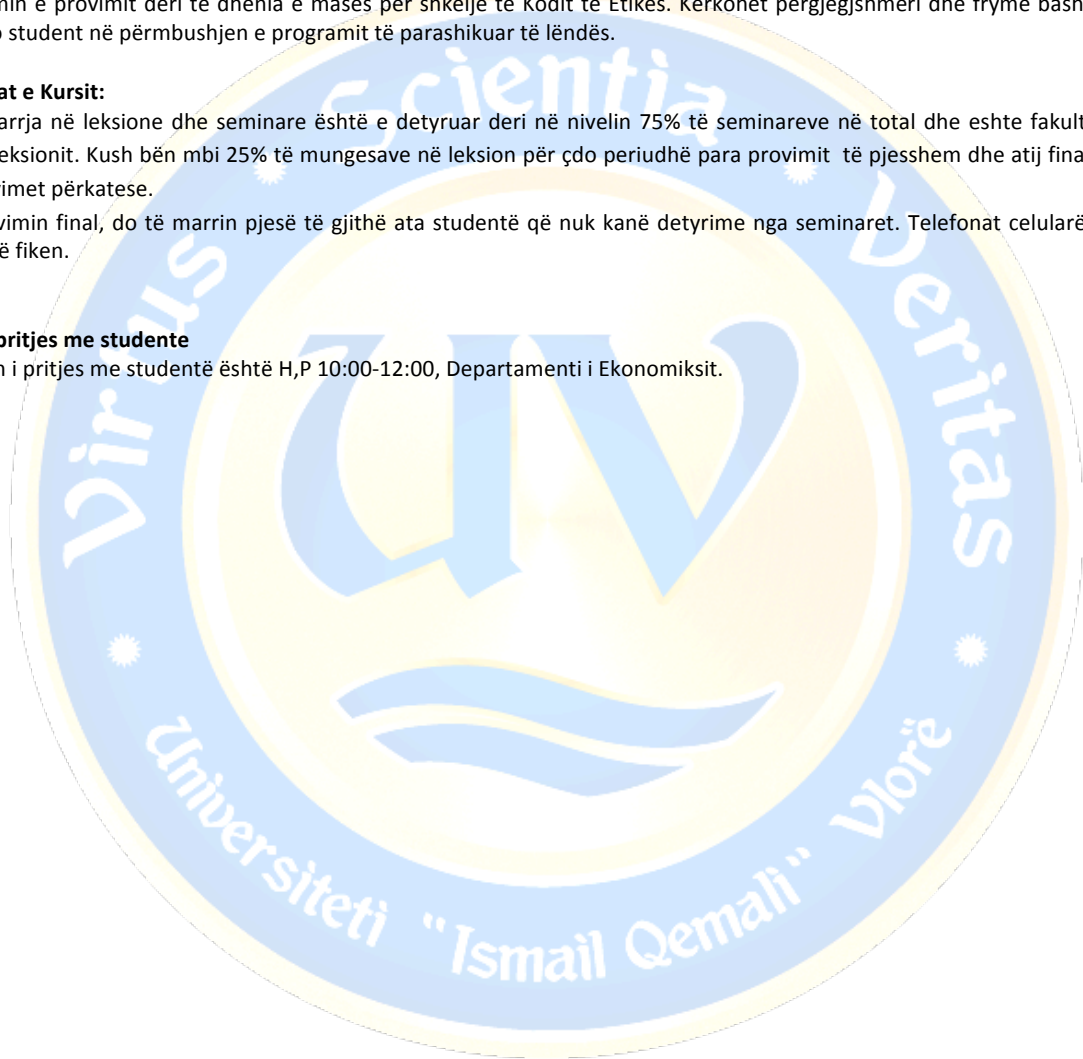 min e provimit deri te dhenia e masës për shkelje të Kodit të Etikës. Kërkohet përgjegjshmëri dhe frymë bash
o student në përmbushjen e programit të parashikuar të lëndës.
at e Kursit:
arrja në leksione dhe seminare është e detyruar deri në nivelin 75% të seminareve në total dhe eshte fakult
eksionit. Kush bën mbi 25% të mungesave në leksion për çdo periudhë para provimit të pjesshem dhe atij fina
rimet përkatese.
vimin final, do të marrin pjesë të gjithë ata studentë që nuk kanë detyrime nga seminaret. Telefonat celularë
ë fiken.
pritjes me studente
n i pritjes me studentë është H,P 10:00-12:00, Departamenti i Ekonomiksit.
Virtus Scientia Veritas
UV
Universiteti "Ismail Qemali" Vlorë